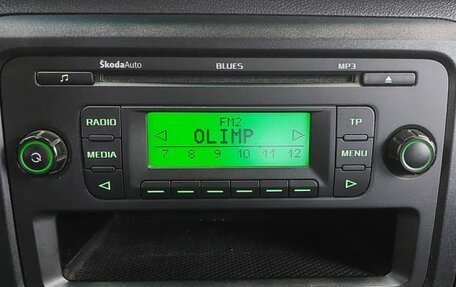 ŠkodaAuto BLUES MP3
FM2
RADIO TP
OLIMP
MEDIA MENU
7 8 9 10 11 12